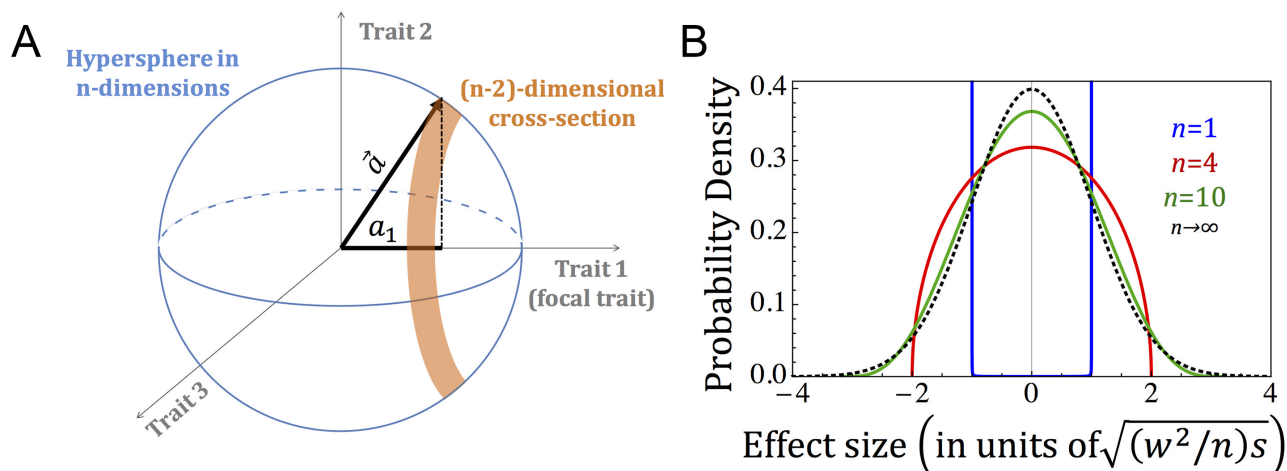 A
Trait 2
Hypersphere in
n-dimensions
(n-2)-dimensional
cross-section
a⃗
a₁
Trait 1
(focal trait)
Trait 3
B
Probability Density
0.4
0.3
0.2
0.1
0.0
n=1
n=4
n=10
n→∞
−4
−2
0
2
4
Effect size (in units of √(w²/n)s)